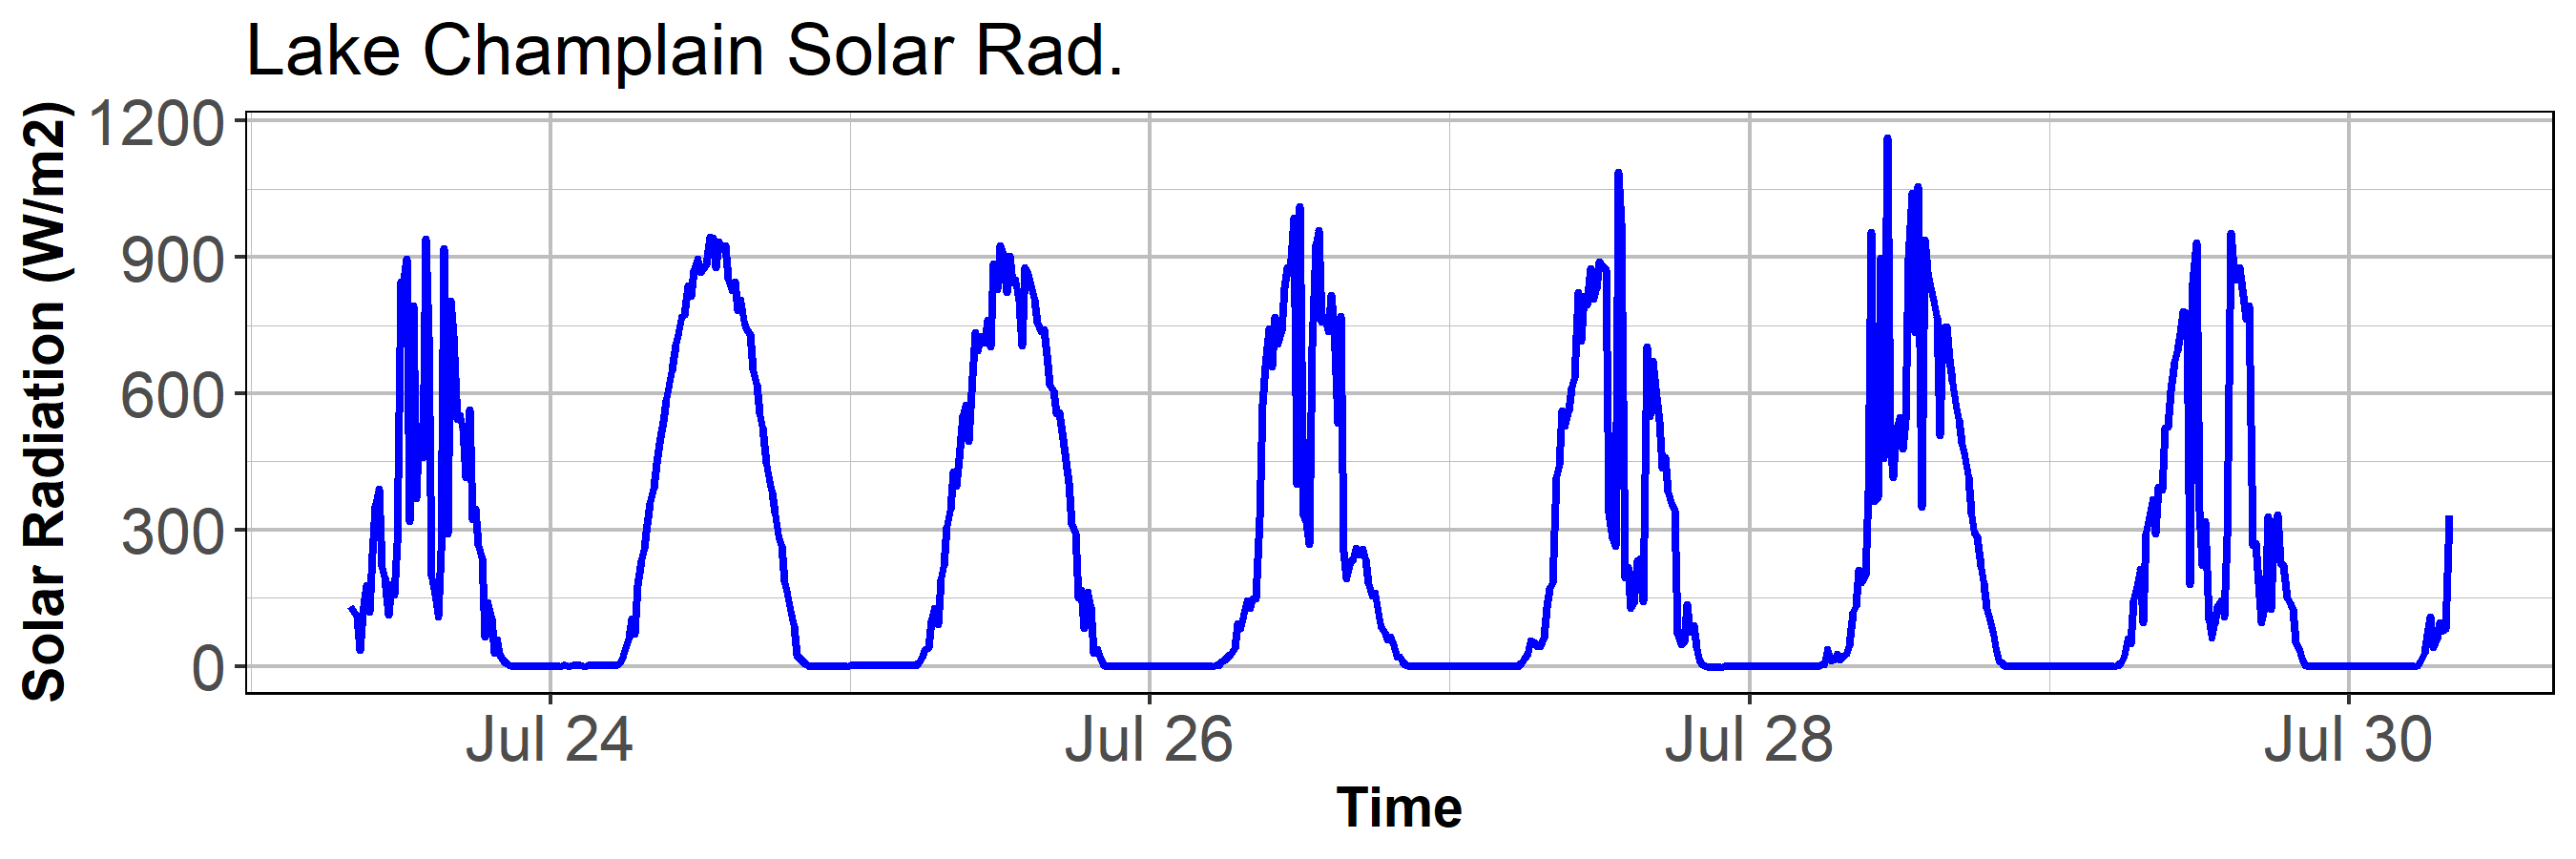 Lake Champlain Solar Rad.
Solar Radiation (W/m2)
1200
900
600
300
0
Jul 24 Jul 26 Jul 28 Jul 30
Time